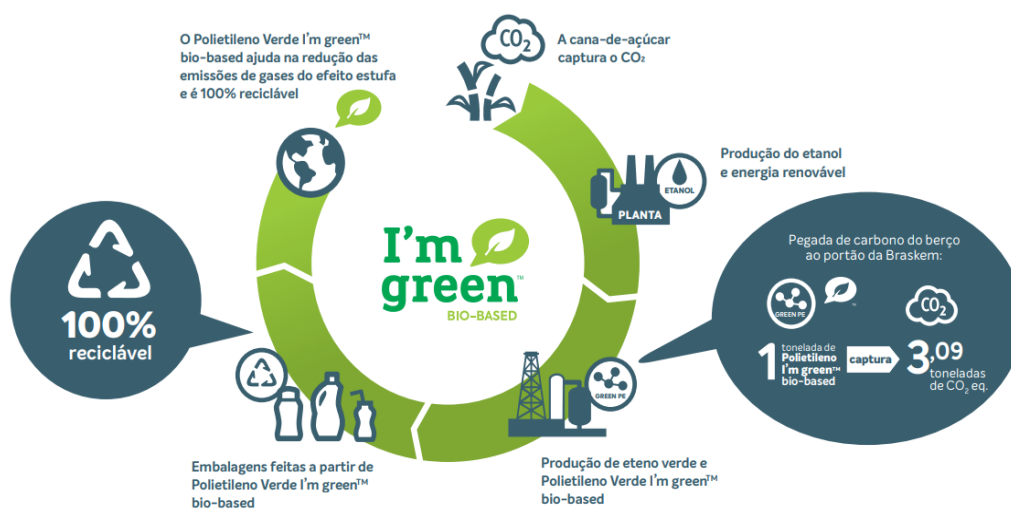 O Polietileno Verde I'm green™
bio-based ajuda na redução das
emissões de gases do efeito estufa
e é 100% reciclável
CO2
A cana-de-açúcar
captura o CO₂
Produção do etanol
e energia renovável
PLANTA
ETANOL
I'm
green™
BIO-BASED
100%
reciclável
Pegada de carbono do berço
ao portão da Braskem:
GREEN PE
CO2
1 tonelada de
Polietileno
I'm green™
bio-based
captura
3,09
toneladas
de CO₂ eq.
GREEN PE
Embalagens feitas a partir de
Polietileno Verde I'm green™
bio-based
Produção de eteno verde e
Polietileno Verde I'm green™
bio-based